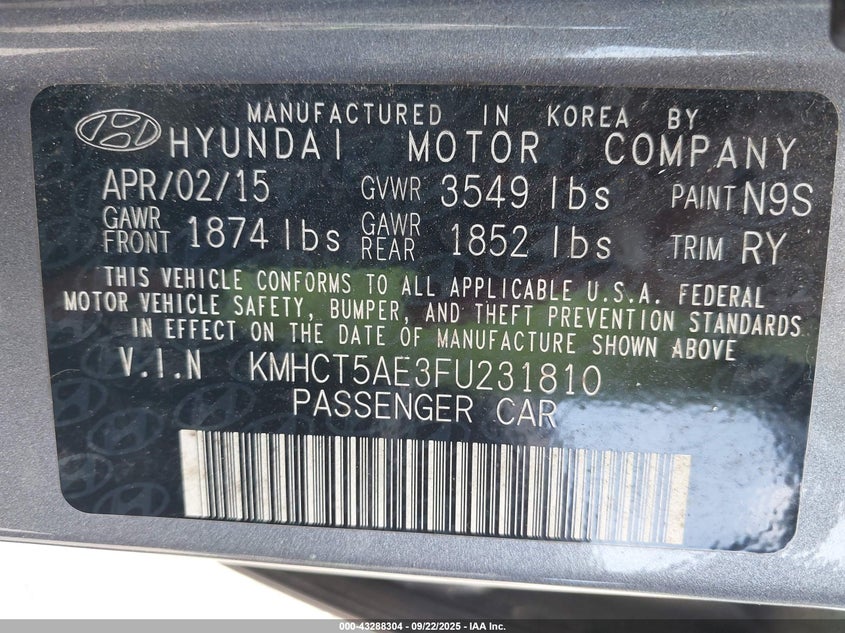 MANUFACTURED IN KOREA BY
HYUNDAI MOTOR COMPANY
APR/02/15 GVWR 3549 lbs PAINT N9S
GAWR FRONT 1874 lbs GAWR REAR 1852 lbs TRIM RY
THIS VEHICLE CONFORMS TO ALL APPLICABLE U.S.A. FEDERAL
MOTOR VEHICLE SAFETY, BUMPER, AND THEFT PREVENTION STANDARDS
IN EFFECT ON THE DATE OF MANUFACTURE SHOWN ABOVE
V.I.N KMHCT5AE3FU231810
PASSENGER CAR
000-43288304 - 09/22/2025 - IAA Inc.